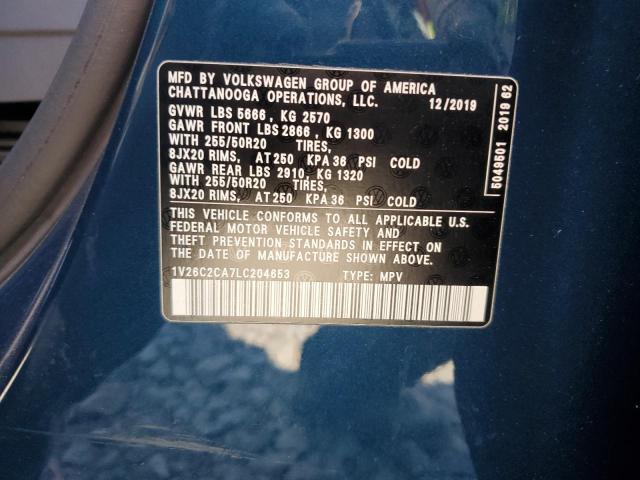 MFD BY VOLKSWAGEN GROUP OF AMERICA
CHATTANOOGA OPERATIONS, LLC. 12/2019
GVWR LBS 5666 , KG 2570
GAWR FRONT LBS 2866 , KG 1300
WITH 255/50R20 TIRES,
8JX20 RIMS, AT 250 KPA 36 PSI COLD
GAWR REAR LBS 2910, KG 1320
WITH 255/50R20 TIRES,
8JX20 RIMS, AT 250 KPA 36 PSI COLD
THIS VEHICLE CONFORMS TO ALL APPLICABLE U.S.
FEDERAL MOTOR VEHICLE SAFETY AND
THEFT PREVENTION STANDARDS IN EFFECT ON
THE DATE OF MANUFACTURE SHOWN ABOVE.
1V26C2CA7LC204653 TYPE: MPV
5049501 2019 62